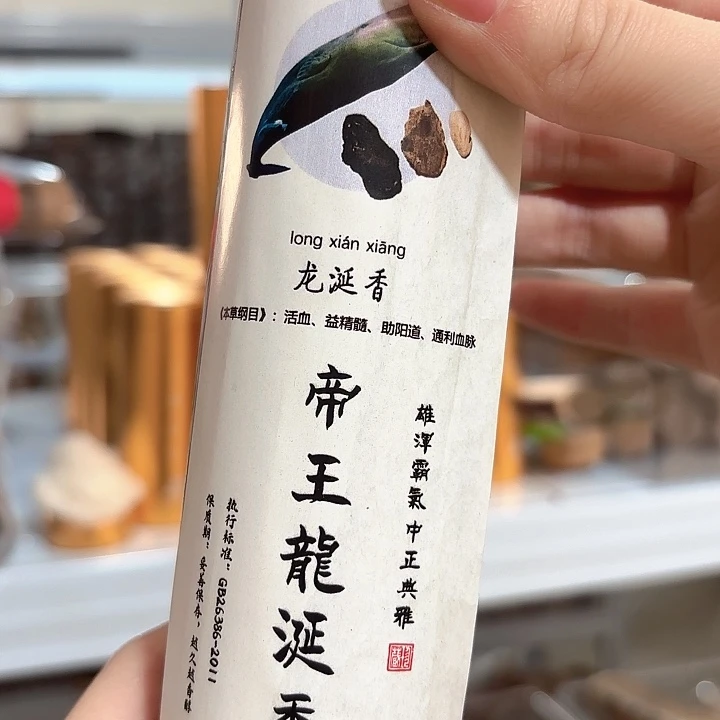 long xián xiāng
龙涎香
《本草纲目》：活血、益精髓、助阳道、通利血脉
雄渾霸氣中正典雅
帝王龍涎香
执行标准：GB26386-2011
保质期：妥善保存，越久越香醇